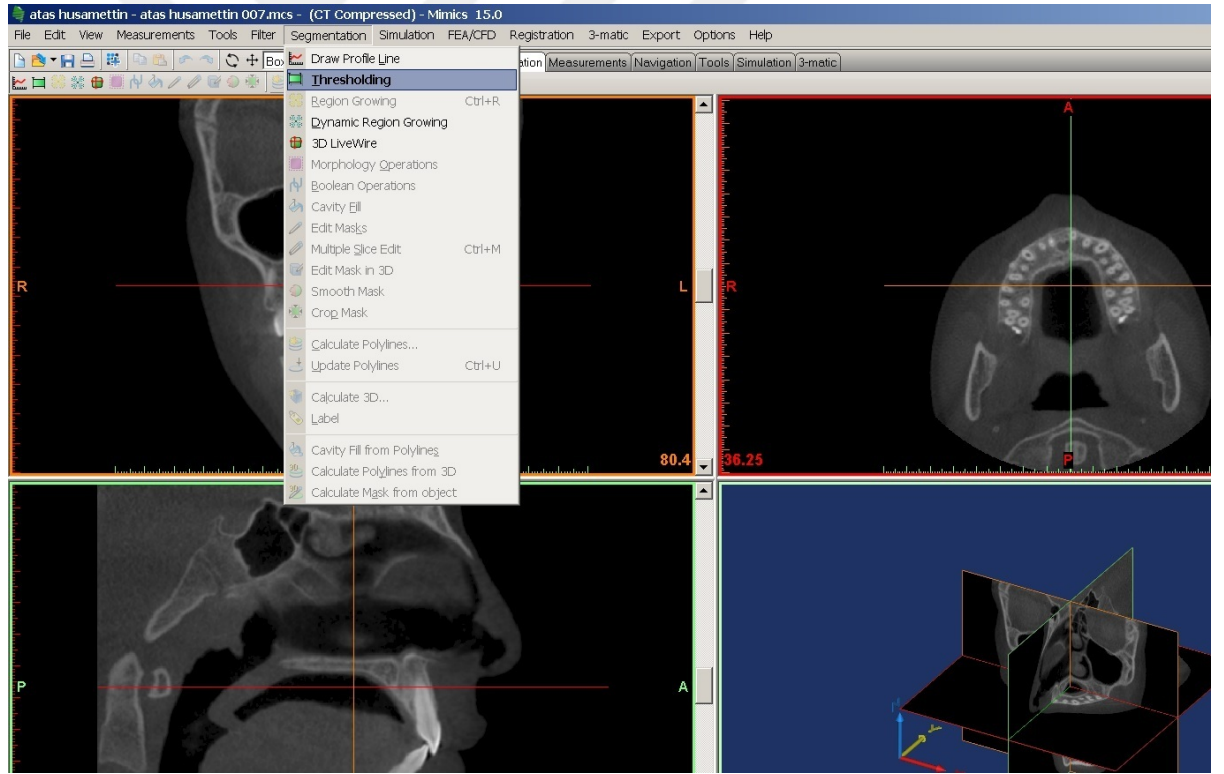 atas husamettin - atas husamettin 007.mcs - (CT Compressed) - Mimics 15.0
File Edit View Measurements Tools Filter Segmentation Simulation FEA/CFD Registration 3-matic Export Options Help
Measurements Navigation Tools Simulation 3-matic
Draw Profile Line
Thresholding
Region Growing Ctrl+R
Dynamic Region Growing
3D LiveWire
Morphology Operations
Boolean Operations
Cavity Fill
Edit Masks
Multiple Slice Edit Ctrl+M
Edit Mask in 3D
Smooth Mask
Crop Mask
Calculate Polylines...
Update Polylines Ctrl+U
Calculate 3D...
Label
Cavity Fill from Polylines
Calculate Polylines from 3D
Calculate Mask from object
R
L
80.4
A
R
P
36.25
P
A